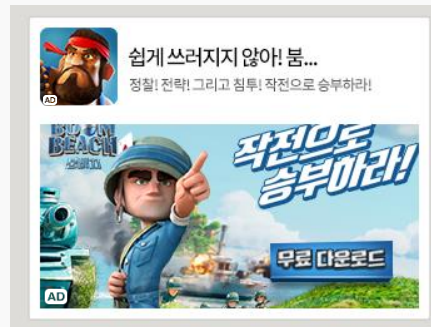 쉽게 쓰러지지 않아! 붐...
정찰! 전략! 그리고 침투! 작전으로 승부하라!
AD
BOOM
BEACH
작전으로
승부하라!
무료 다운로드
AD